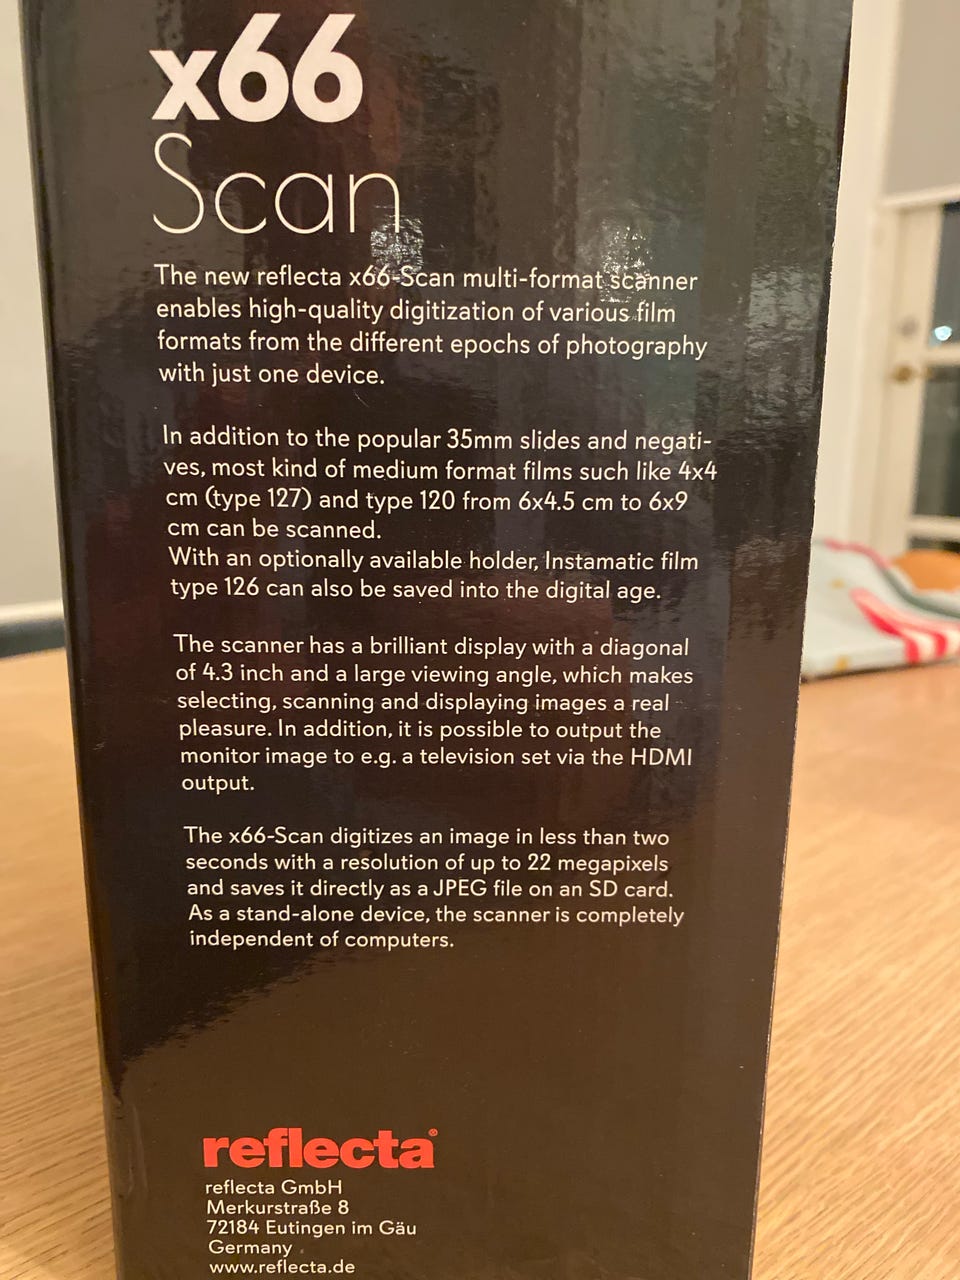 x66
Scan
The new reflecta x66-Scan multi-format scanner
enables high-quality digitization of various film
formats from the different epochs of photography
with just one device.
In addition to the popular 35mm slides and negati-
ves, most kind of medium format films such like 4x4
cm (type 127) and type 120 from 6x4.5 cm to 6x9
cm can be scanned.
With an optionally available holder, Instamatic film
type 126 can also be saved into the digital age.
The scanner has a brilliant display with a diagonal
of 4.3 inch and a large viewing angle, which makes
selecting, scanning and displaying images a real
pleasure. In addition, it is possible to output the
monitor image to e.g. a television set via the HDMI
output.
The x66-Scan digitizes an image in less than two
seconds with a resolution of up to 22 megapixels
and saves it directly as a JPEG file on an SD card.
As a stand-alone device, the scanner is completely
independent of computers.
reflecta®
reflecta GmbH
Merkurstraße 8
72184 Eutingen im Gäu
Germany
www.reflecta.de